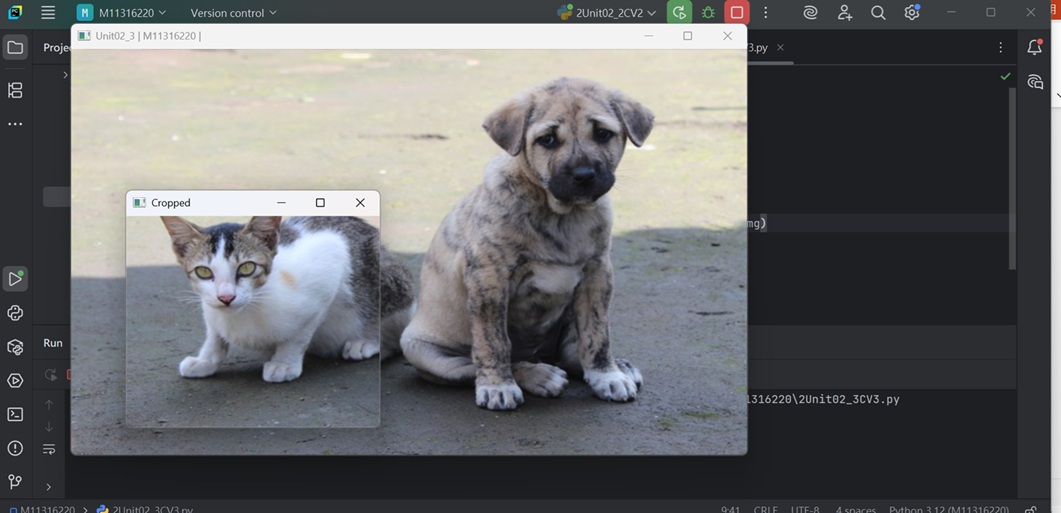 M11316220
Version control
2Unit02_2CV2
Unit02_3 | M11316220 |
Proje
3.py
Cropped
mg)
Run
1316220\2Unit02_3CV3.py
M11316220
2Unit02_3CV3.py
9:41
CRLF
UTF-8
4 spaces
Python 3.12 (M11316220)